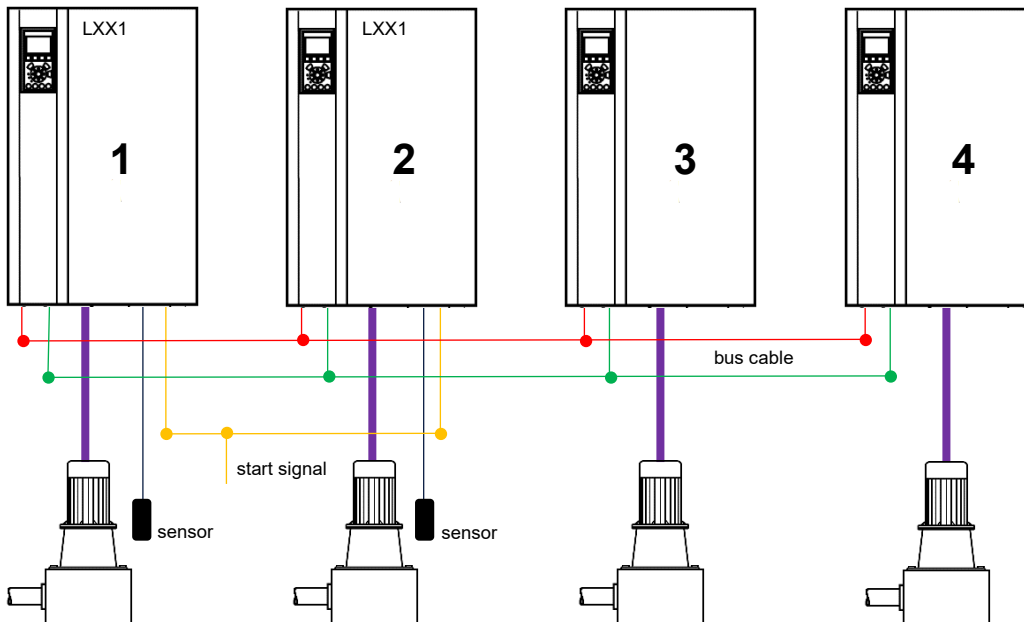 LXX1
LXX1
1
2
3
4
bus cable
start signal
sensor
sensor